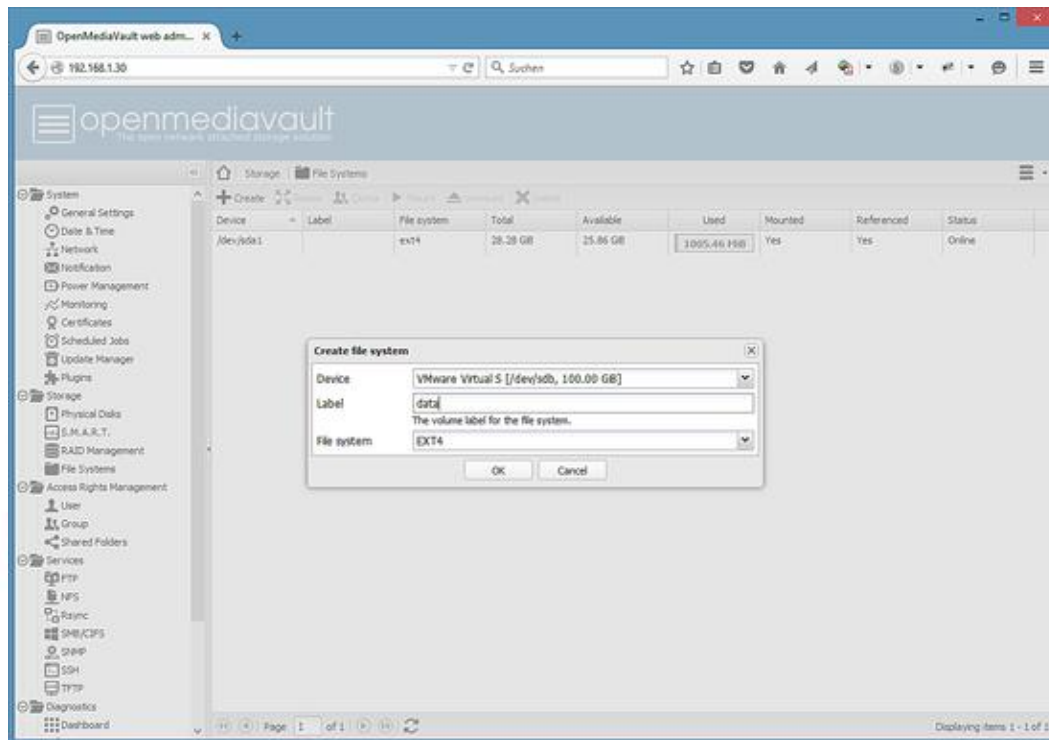 OpenMediaVault web adm...
192.168.1.30
Suchen
openmediavault
The open network attached storage solution
Storage
File Systems
System
General Settings
Date & Time
Network
Notification
Power Management
Monitoring
Certificates
Scheduled Jobs
Update Manager
Plugins
Storage
Physical Disks
S.M.A.R.T.
RAID Management
File Systems
Access Rights Management
User
Group
Shared Folders
Services
FTP
NFS
Rsync
SMB/CIFS
SNMP
SSH
TFTP
Diagnostics
Dashboard
Create
Device Label File system Total Available Used Mounted Referenced Status
/dev/sda1 ext4 28.28 GiB 25.86 GiB 1005.46 MiB Yes Yes Online
Create file system
Device VMware Virtual S [/dev/sdb, 100.00 GiB]
Label data
The volume label for the file system.
File system EXT4
OK Cancel
Page 1 of 1
Displaying items 1 - 1 of 1